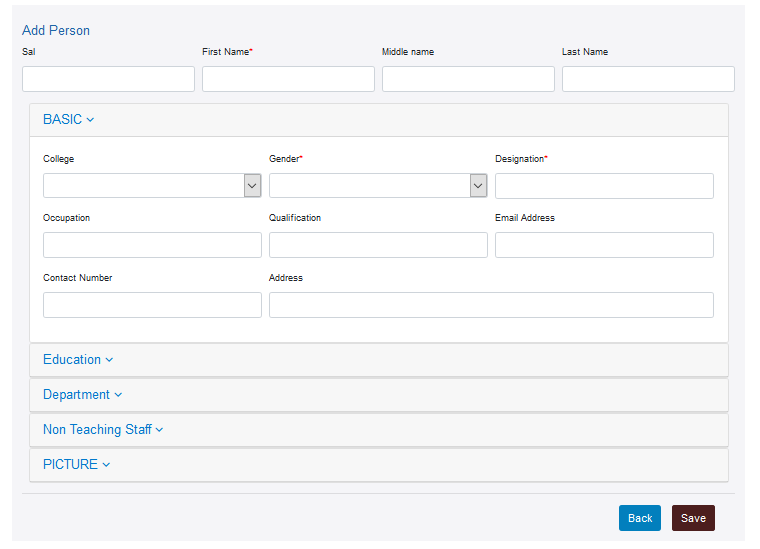 Add Person
Sal First Name* Middle name Last Name
BASIC
College Gender* Designation*
Occupation Qualification Email Address
Contact Number Address
Education
Department
Non Teaching Staff
PICTURE
Back Save